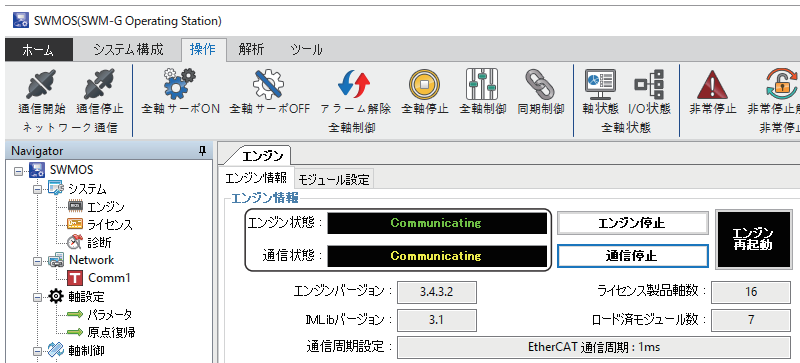 SWMOS(SWM-G Operating Station)
ホーム システム構成 操作 解析 ツール
通信開始 通信停止 全軸サーボON 全軸サーボOFF アラーム解除 全軸停止 全軸制御 同期制御 軸状態 I/O状態 非常停止 非常停止解
ネットワーク通信 全軸制御 全軸状態 非常停
Navigator
エンジン
SWMOS
エンジン情報 モジュール設定
システム
エンジン情報
エンジン
エンジン状態： Communicating エンジン停止
ライセンス
エンジン
再起動
診断
通信状態： Communicating 通信停止
Network
Comm1
エンジンバージョン： 3.4.3.2 ライセンス製品軸数： 16
軸設定
パラメータ
IMLibバージョン： 3.1 ロード済モジュール数： 7
原点復帰
通信周期設定： EtherCAT 通信周期：1ms
軸制御